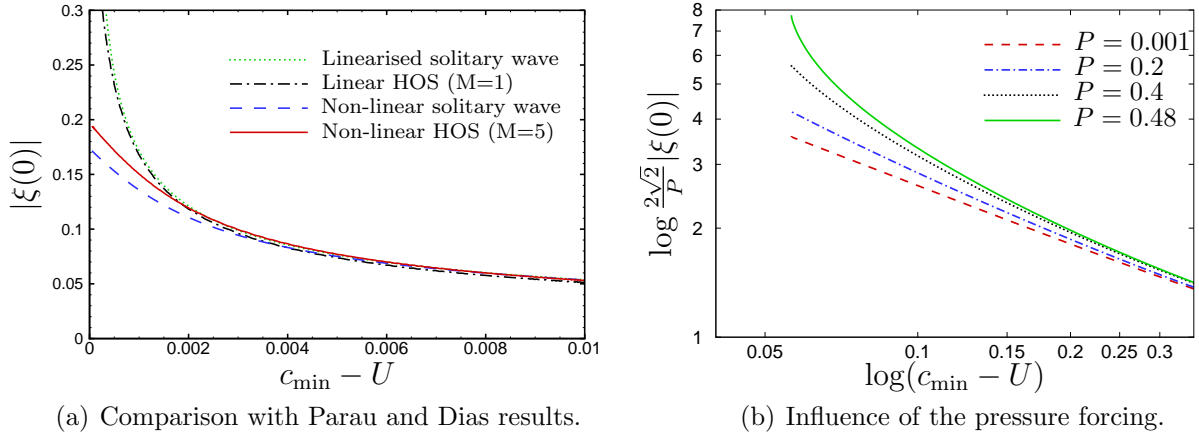 0.3
0.25
0.2
0.15
0.1
0.05
0
|ξ(0)|
Linearised solitary wave
Linear HOS (M=1)
Non-linear solitary wave
Non-linear HOS (M=5)
0 0.002 0.004 0.006 0.008 0.01
c_min − U
(a) Comparison with Parau and Dias results.
8
7
6
5
4
3
2
1
log 2√2/P |ξ(0)|
P = 0.001
P = 0.2
P = 0.4
P = 0.48
0.05 0.1 0.15 0.2 0.25 0.3
log(c_min − U)
(b) Influence of the pressure forcing.